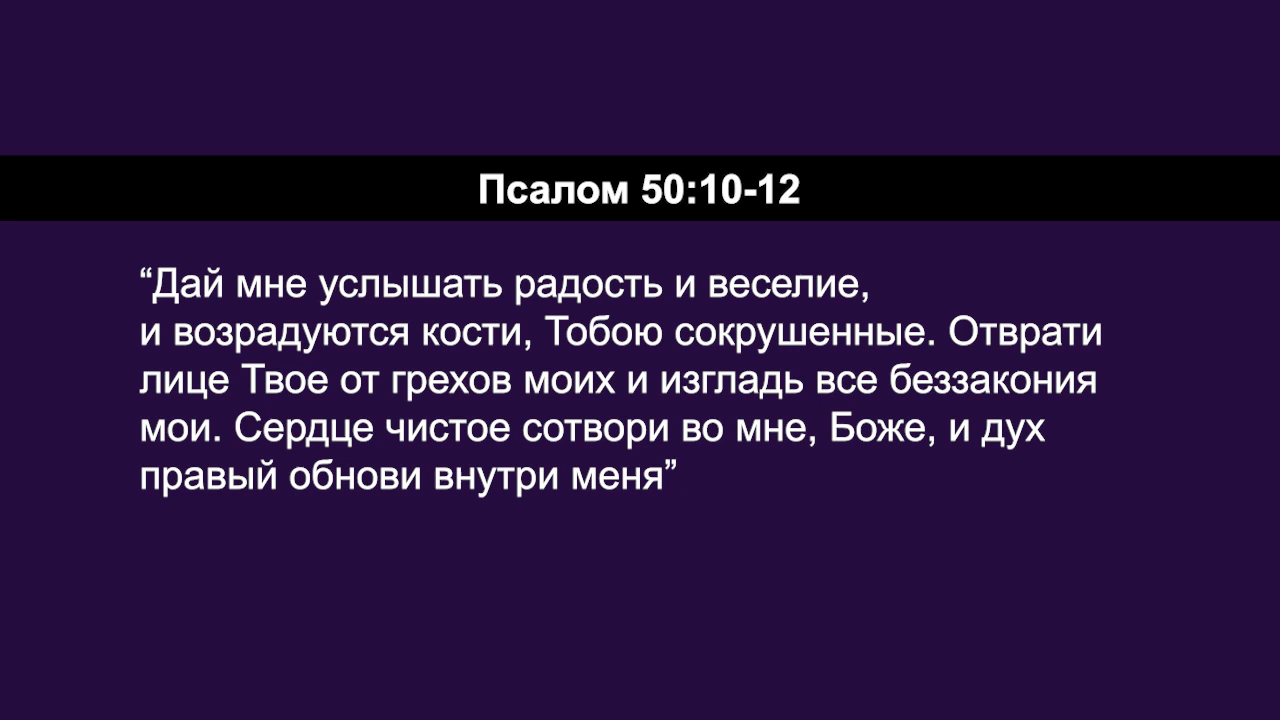 Псалом 50:10-12
“Дай мне услышать радость и веселие,
и возрадуются кости, Тобою сокрушенные. Отврати
лице Твое от грехов моих и изгладь все беззакония
мои. Сердце чистое сотвори во мне, Боже, и дух
правый обнови внутри меня”